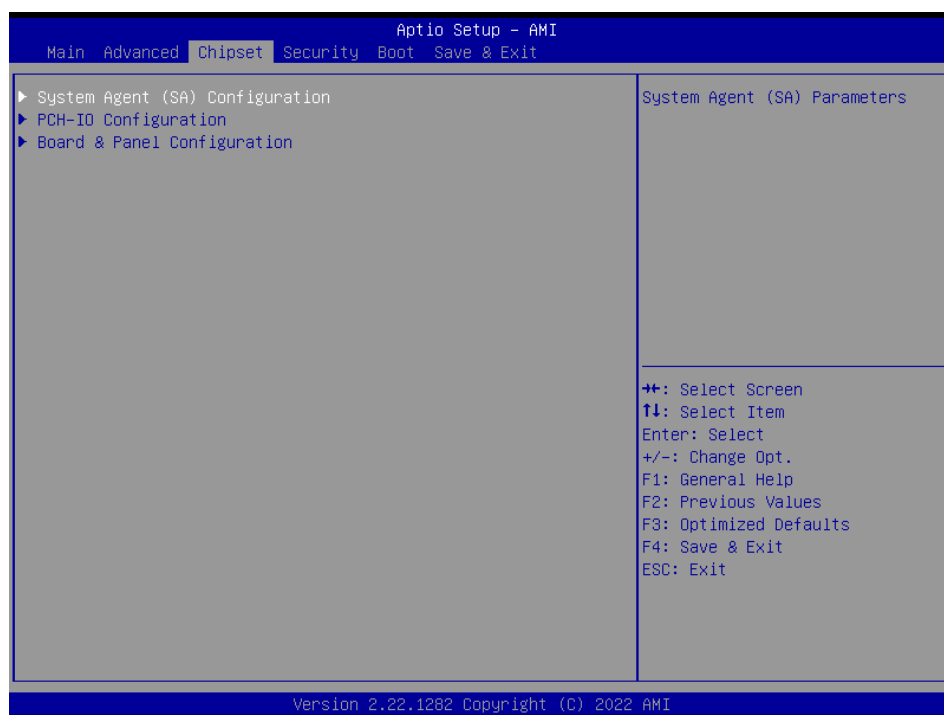 Aptio Setup – AMI
Main Advanced Chipset Security Boot Save & Exit
System Agent (SA) Configuration
PCH-IO Configuration
Board & Panel Configuration
System Agent (SA) Parameters
→←: Select Screen
↑↓: Select Item
Enter: Select
+/-: Change Opt.
F1: General Help
F2: Previous Values
F3: Optimized Defaults
F4: Save & Exit
ESC: Exit
Version 2.22.1282 Copyright (C) 2022 AMI